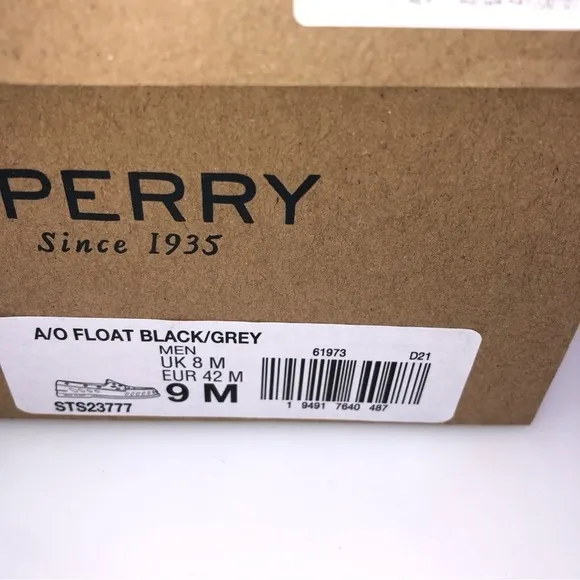 PERRY
Since 1935
A/O FLOAT BLACK/GREY
MEN
UK 8 M
EUR 42 M
9 M
STS23777
61973 D21
1 9491 7640 487